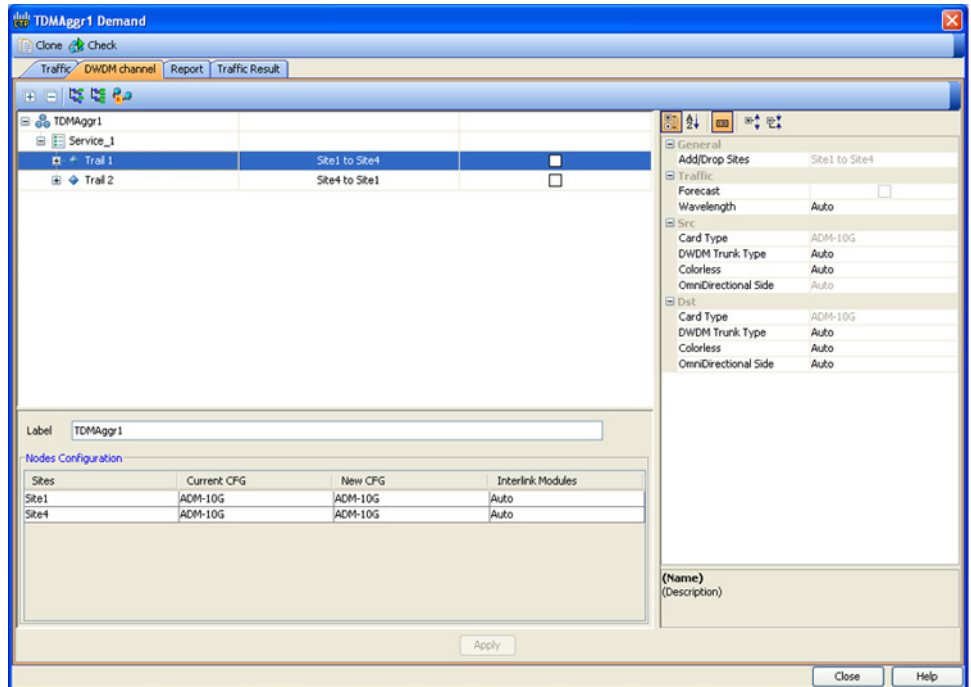 CTP TDMAggr1 Demand
Clone Check
Traffic DWDM channel Report Traffic Result
TDMAggr1
Service_1
Trail 1 Site1 to Site4
Trail 2 Site4 to Site1
General
Add/Drop Sites Site1 to Site4
Traffic
Forecast
Wavelength Auto
Src
Card Type ADM-10G
DWDM Trunk Type Auto
Colorless Auto
OmniDirectional Side Auto
Dst
Card Type ADM-10G
DWDM Trunk Type Auto
Colorless Auto
OmniDirectional Side Auto
Label TDMAggr1
Nodes Configuration
Sites Current CFG New CFG Interlink Modules
Site1 ADM-10G ADM-10G Auto
Site4 ADM-10G ADM-10G Auto
(Name)
(Description)
Apply
Close Help